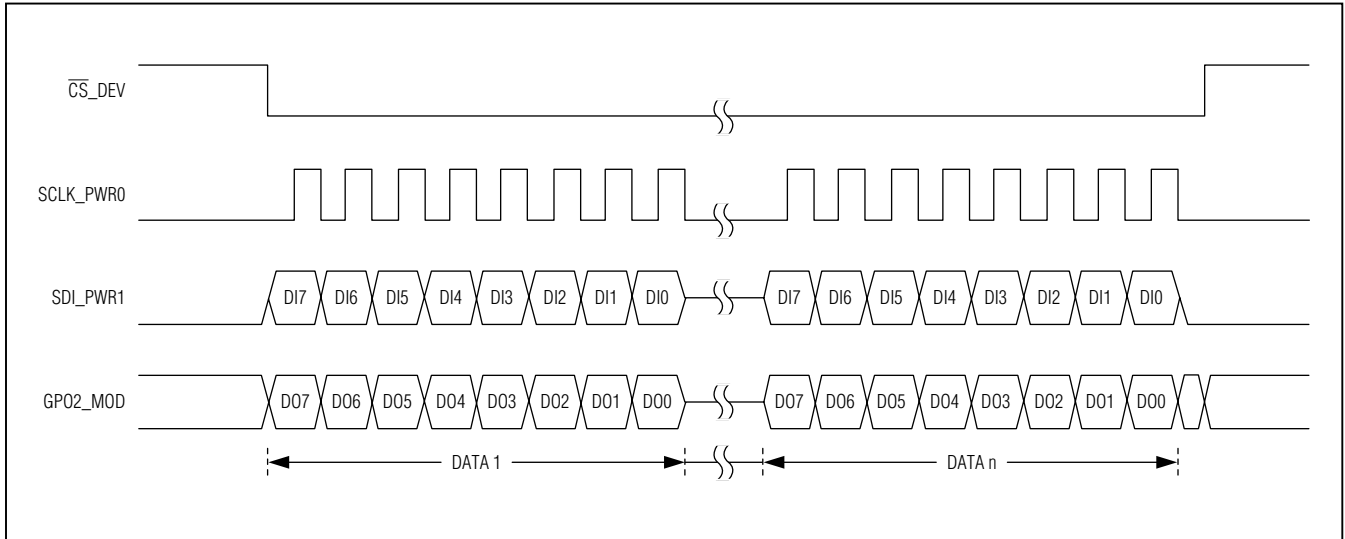 C̅S̅_DEV
SCLK_PWR0
SDI_PWR1 DI7 DI6 DI5 DI4 DI3 DI2 DI1 DI0 DI7 DI6 DI5 DI4 DI3 DI2 DI1 DI0
GPO2_MOD DO7 DO6 DO5 DO4 DO3 DO2 DO1 DO0 DO7 DO6 DO5 DO4 DO3 DO2 DO1 DO0
DATA 1 DATA n